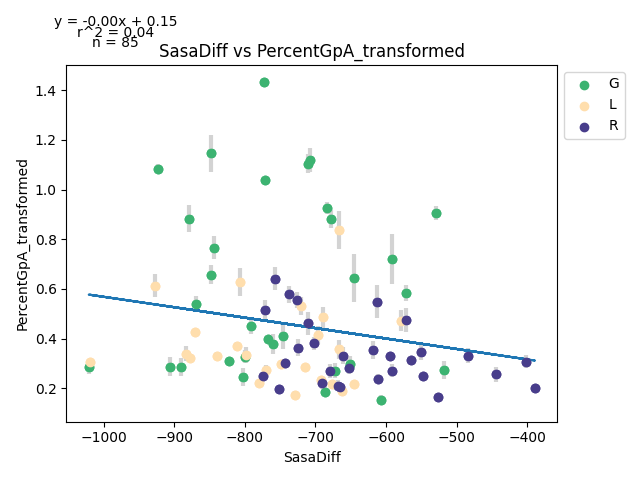 y = -0.00x + 0.15
r^2 = 0.04
n = 85
SasaDiff vs PercentGpA_transformed
PercentGpA_transformed
1.4
1.2
1.0
0.8
0.6
0.4
0.2
−1000 −900 −800 −700 −600 −500 −400
SasaDiff
G
L
R